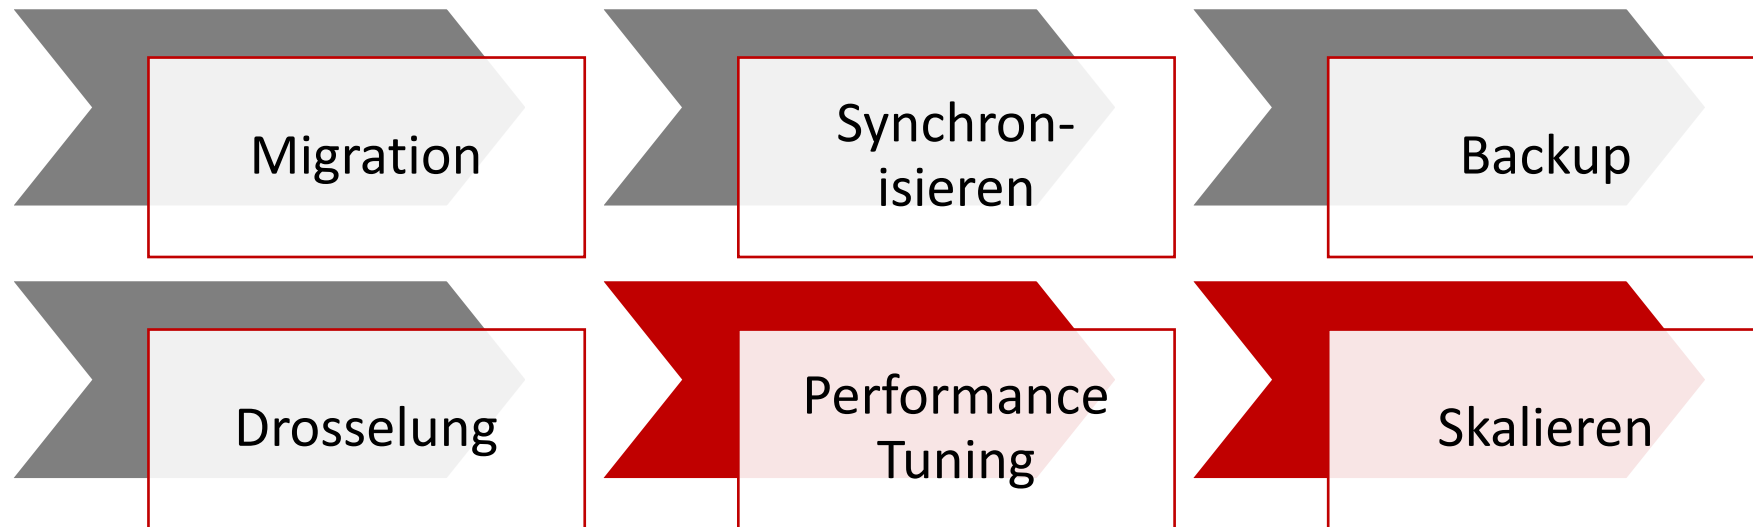 Migration
Synchron-
isieren
Backup
Drosselung
Performance
Tuning
Skalieren